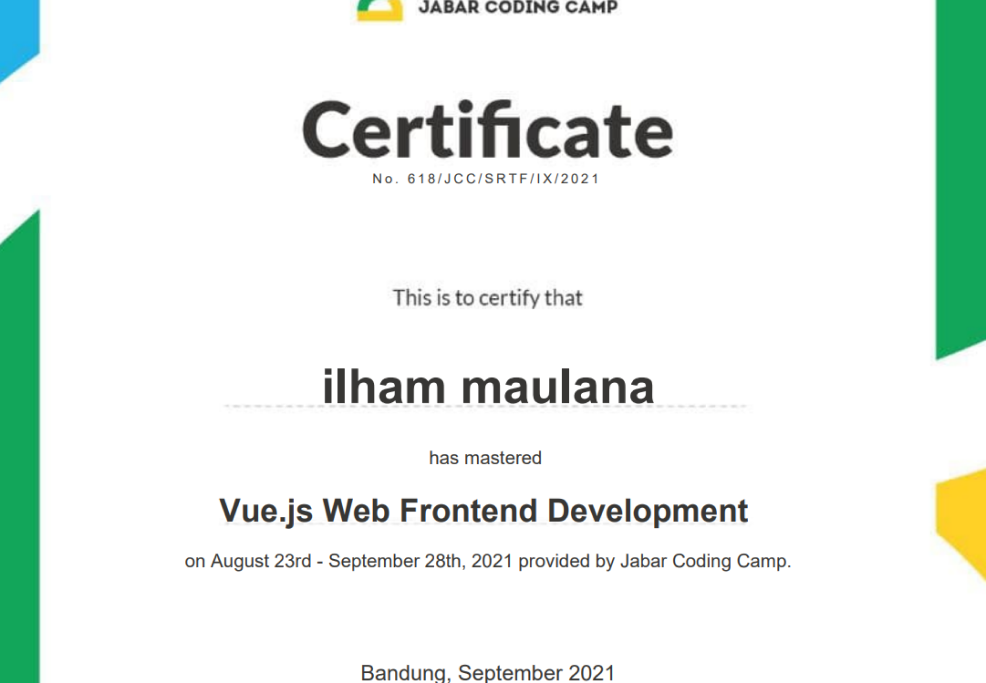 JABAR CODING CAMP
Certificate
No. 618/JCC/SRTF/IX/2021
This is to certify that
ilham maulana
has mastered
Vue.js Web Frontend Development
on August 23rd - September 28th, 2021 provided by Jabar Coding Camp.
Bandung, September 2021